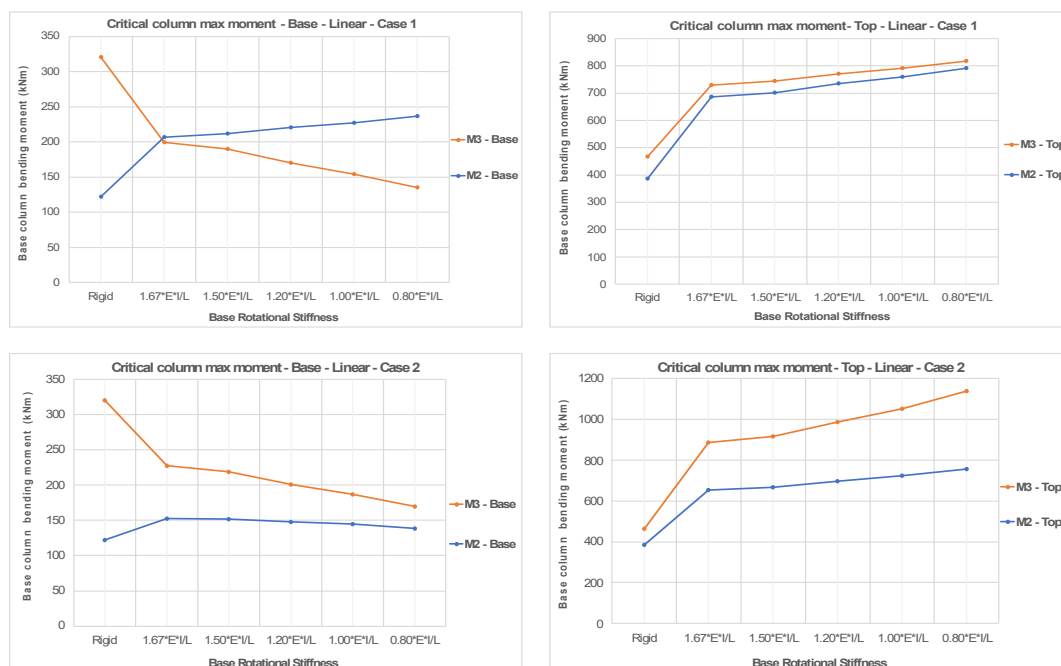 Critical column max moment - Base - Linear - Case 1
Base column bending moment (kNm)
350
300
250
200
150
100
50
0
Rigid 1.67*E*I/L 1.50*E*I/L 1.20*E*I/L 1.00*E*I/L 0.80*E*I/L
Base Rotational Stiffness
M3 - Base
M2 - Base
Critical column max moment- Top - Linear - Case 1
Base column bending moment (kNm)
900
800
700
600
500
400
300
200
100
0
Rigid 1.67*E*I/L 1.50*E*I/L 1.20*E*I/L 1.00*E*I/L 0.80*E*I/L
Base Rotational Stiffness
M3 - Top
M2 - Top
Critical column max moment - Base - Linear - Case 2
Base column bending moment (kNm)
350
300
250
200
150
100
50
0
Rigid 1.67*E*I/L 1.50*E*I/L 1.20*E*I/L 1.00*E*I/L 0.80*E*I/L
Base Rotational Stiffness
M3 - Base
M2 - Base
Critical column max moment- Top - Linear - Case 2
Base column bending moment (kNm)
1200
1000
800
600
400
200
0
Rigid 1.67*E*I/L 1.50*E*I/L 1.20*E*I/L 1.00*E*I/L 0.80*E*I/L
Base Rotational Stiffness
M3 - Top
M2 - Top